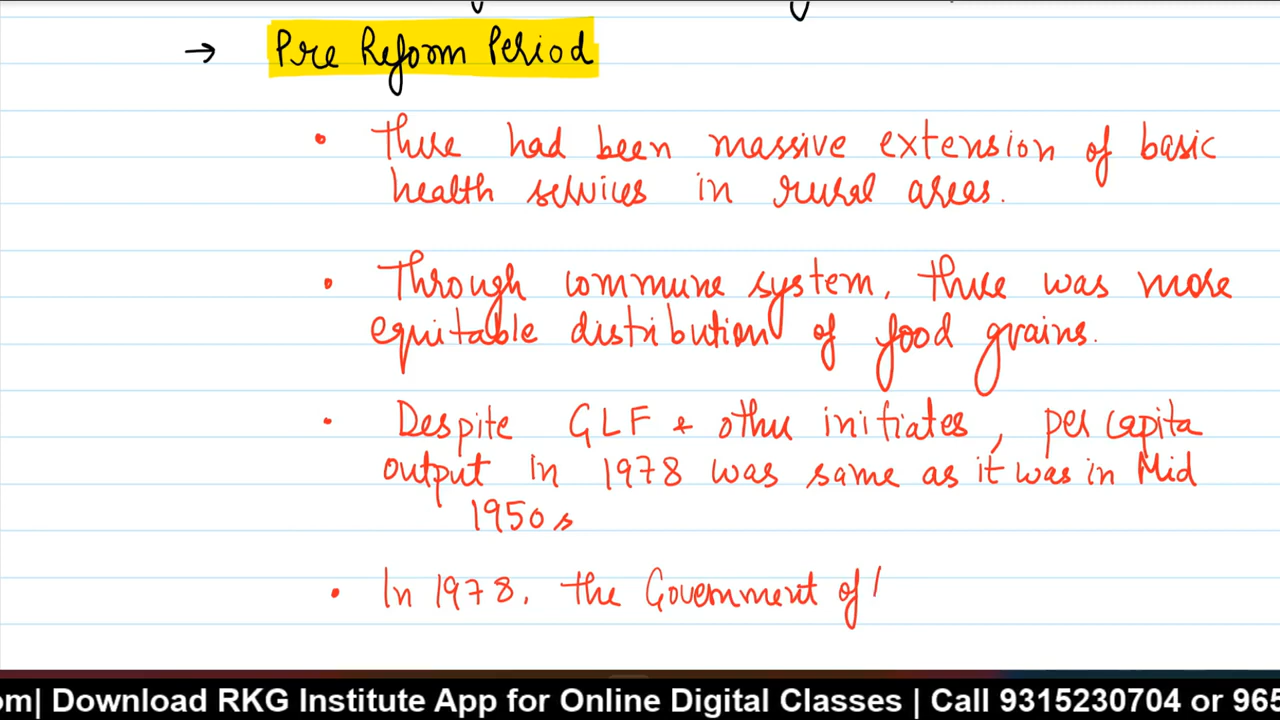 → Pre Reform Period
• There had been massive extension of basic
health services in rural areas.
• Through commune system, there was more
equitable distribution of food grains.
• Despite GLF & other initiates, per capita
output in 1978 was same as it was in Mid
1950s
• In 1978, the Government of
om| Download RKG Institute App for Online Digital Classes | Call 9315230704 or 965